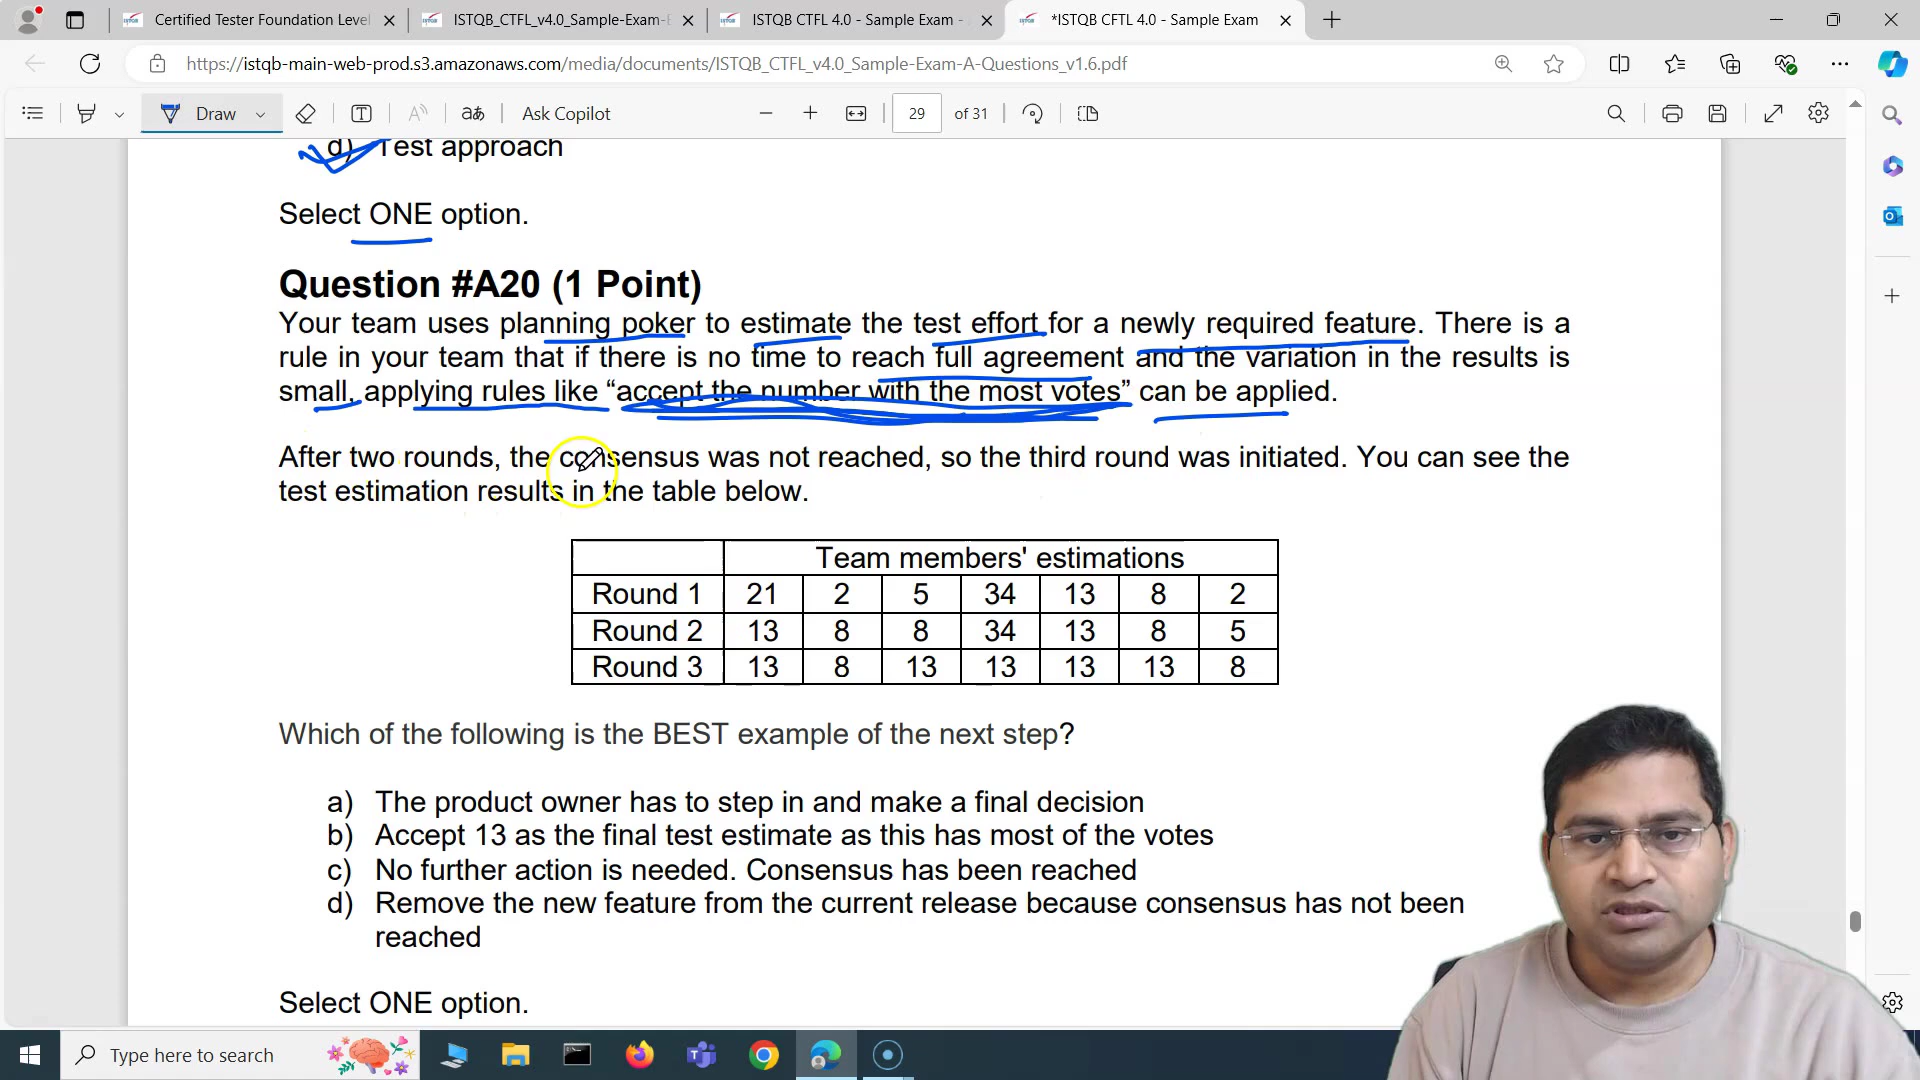 Certified Tester Foundation Level
ISTQB_CTFL_v4.0_Sample-Exam-
ISTQB CTFL 4.0 - Sample Exam -
*ISTQB CFTL 4.0 - Sample Exam
https://istqb-main-web-prod.s3.amazonaws.com/media/documents/ISTQB_CTFL_v4.0_Sample-Exam-A-Questions_v1.6.pdf
Draw
aあ
Ask Copilot
29 of 31
d) Test approach
Select ONE option.
Question #A20 (1 Point)
Your team uses planning poker to estimate the test effort for a newly required feature. There is a
rule in your team that if there is no time to reach full agreement and the variation in the results is
small, applying rules like “accept the number with the most votes” can be applied.
After two rounds, the consensus was not reached, so the third round was initiated. You can see the
test estimation results in the table below.
Team members' estimations
Round 1 21 2 5 34 13 8 2
Round 2 13 8 8 34 13 8 5
Round 3 13 8 13 13 13 13 8
Which of the following is the BEST example of the next step?
a) The product owner has to step in and make a final decision
b) Accept 13 as the final test estimate as this has most of the votes
c) No further action is needed. Consensus has been reached
d) Remove the new feature from the current release because consensus has not been
reached
Select ONE option.
Type here to search